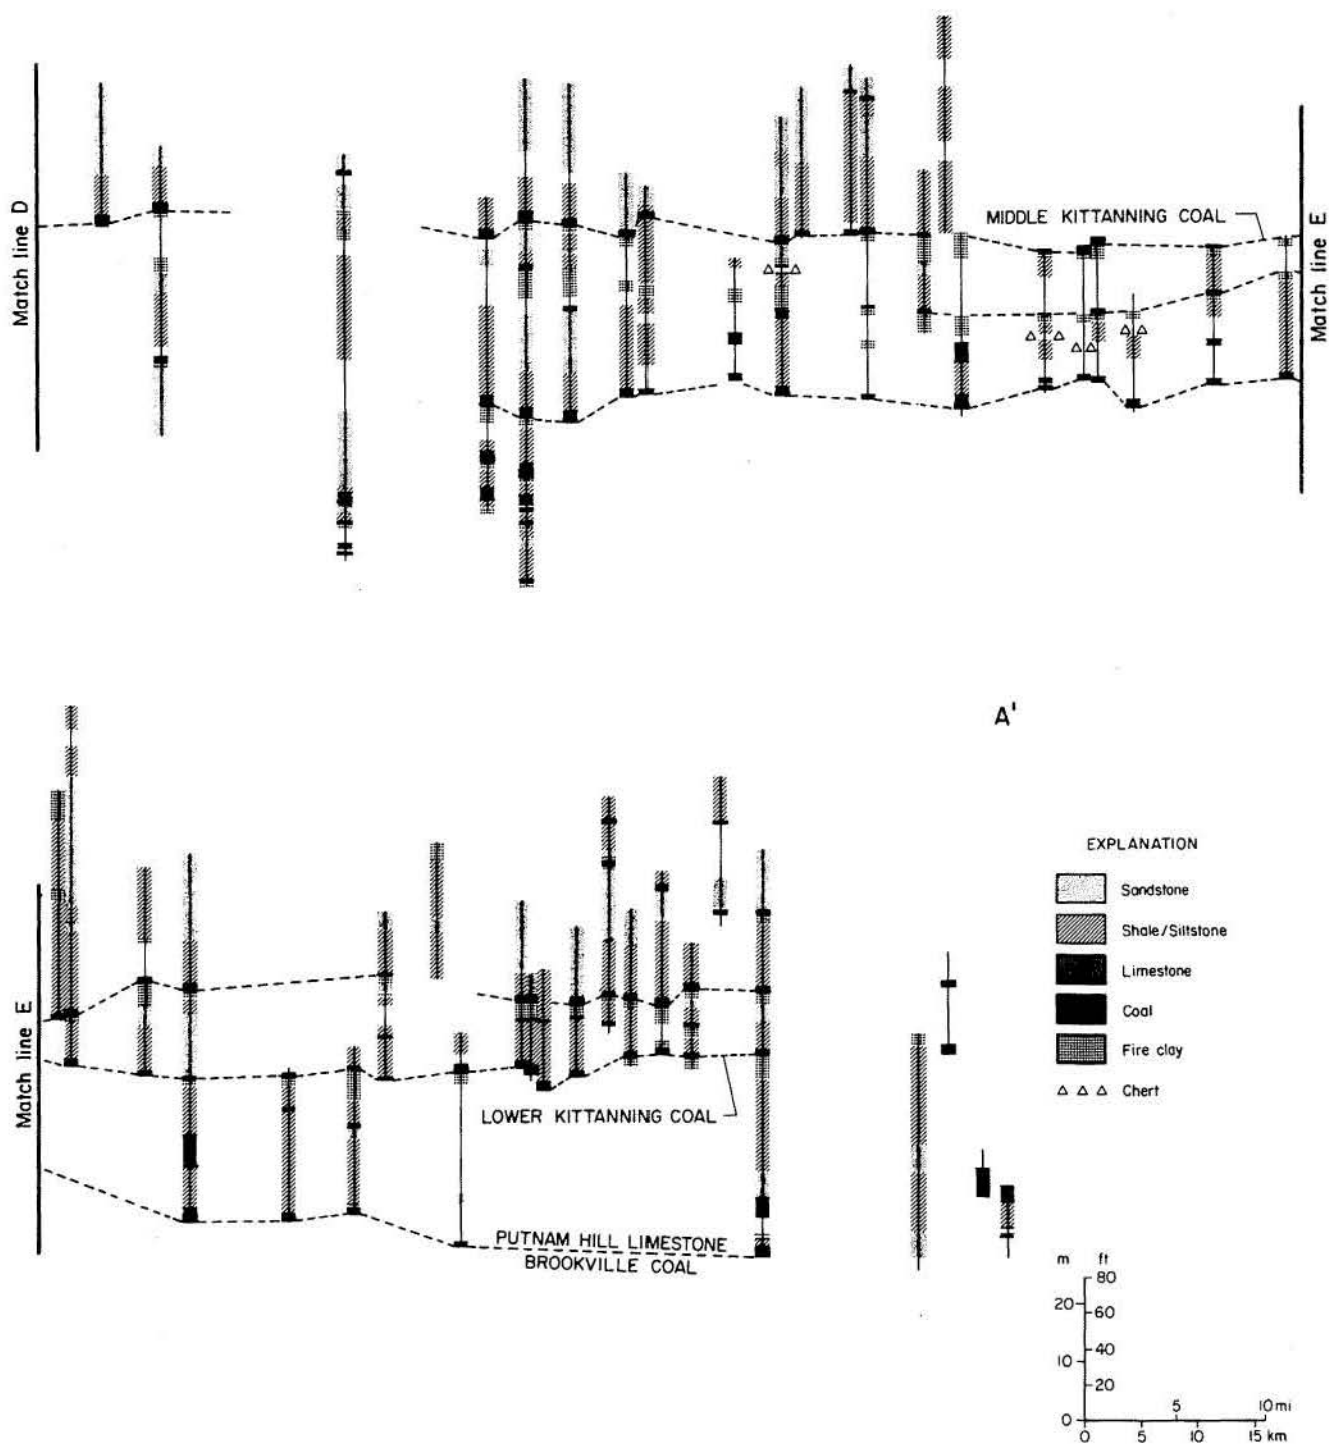 Match line D
MIDDLE KITTANNING COAL
Match line E
A'
Match line E
LOWER KITTANNING COAL
PUTNAM HILL LIMESTONE
BROOKVILLE COAL
EXPLANATION
Sandstone
Shale/Siltstone
Limestone
Coal
Fire clay
Chert
m ft
80
20
60
40
10
20
5 10 mi
0
0 5 10 15 km